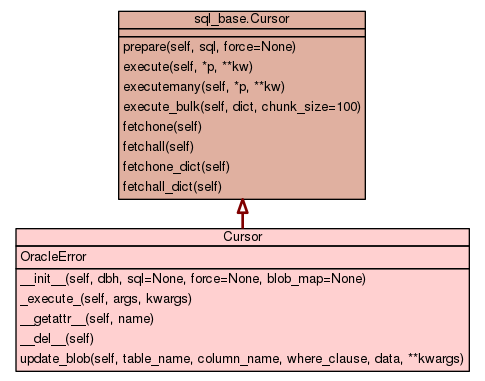 sql_base.Cursor
prepare(self, sql, force=None)
execute(self, *p, **kw)
executemany(self, *p, **kw)
execute_bulk(self, dict, chunk_size=100)
fetchone(self)
fetchall(self)
fetchone_dict(self)
fetchall_dict(self)
Cursor
OracleError
__init__(self, dbh, sql=None, force=None, blob_map=None)
_execute_(self, args, kwargs)
__getattr__(self, name)
__del__(self)
update_blob(self, table_name, column_name, where_clause, data, **kwargs)